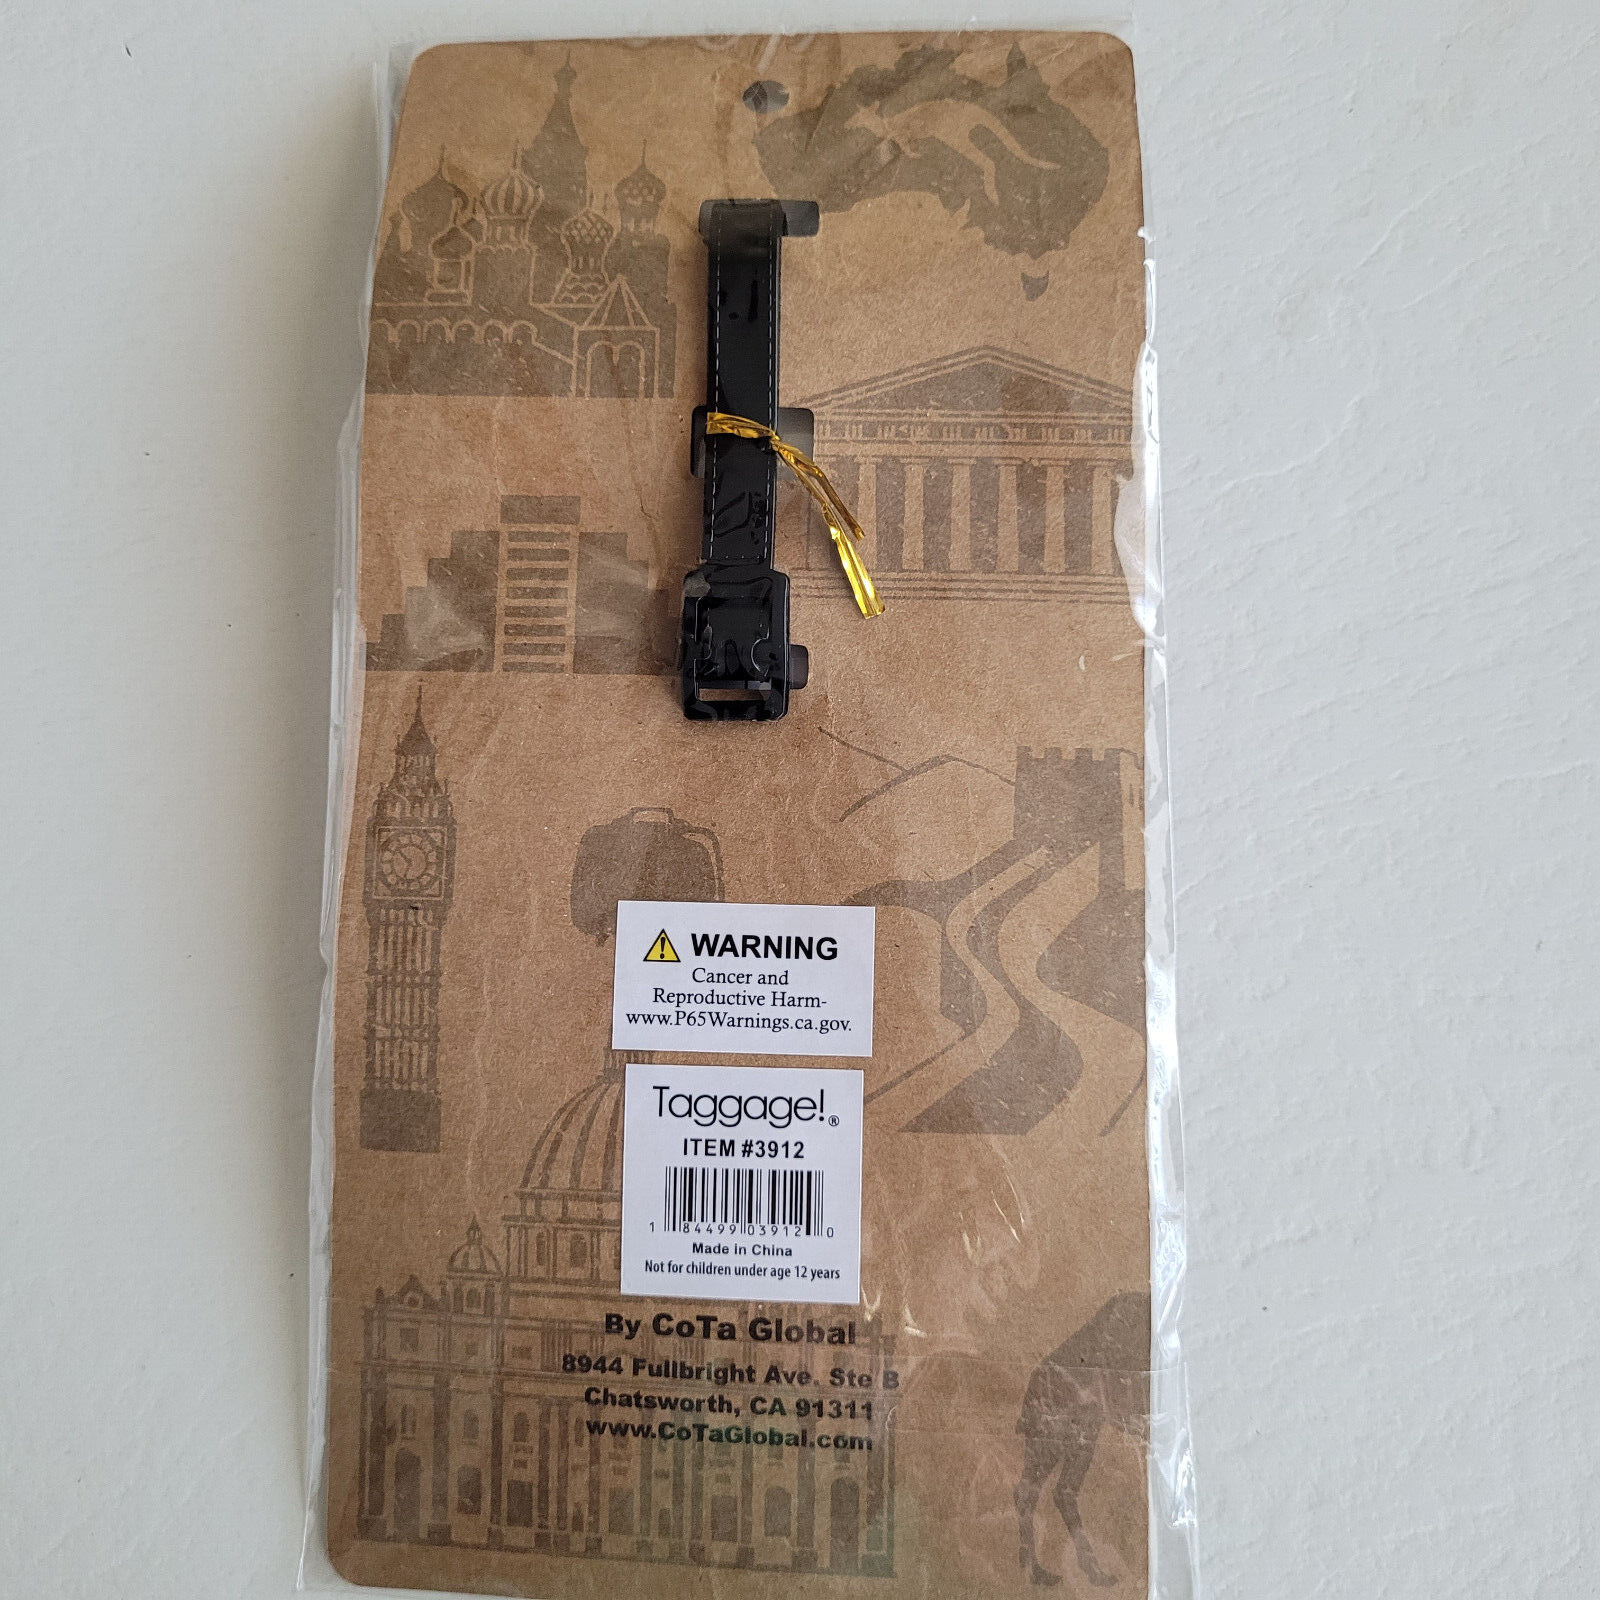 WARNING
Cancer and
Reproductive Harm-
www.P65Warnings.ca.gov.
Taggage!®
ITEM #3912
1 84499 03912 0
Made in China
Not for children under age 12 years
By CoTa Global
8944 Fullbright Ave. Ste B
Chatsworth, CA 91311
www.CoTaGlobal.com